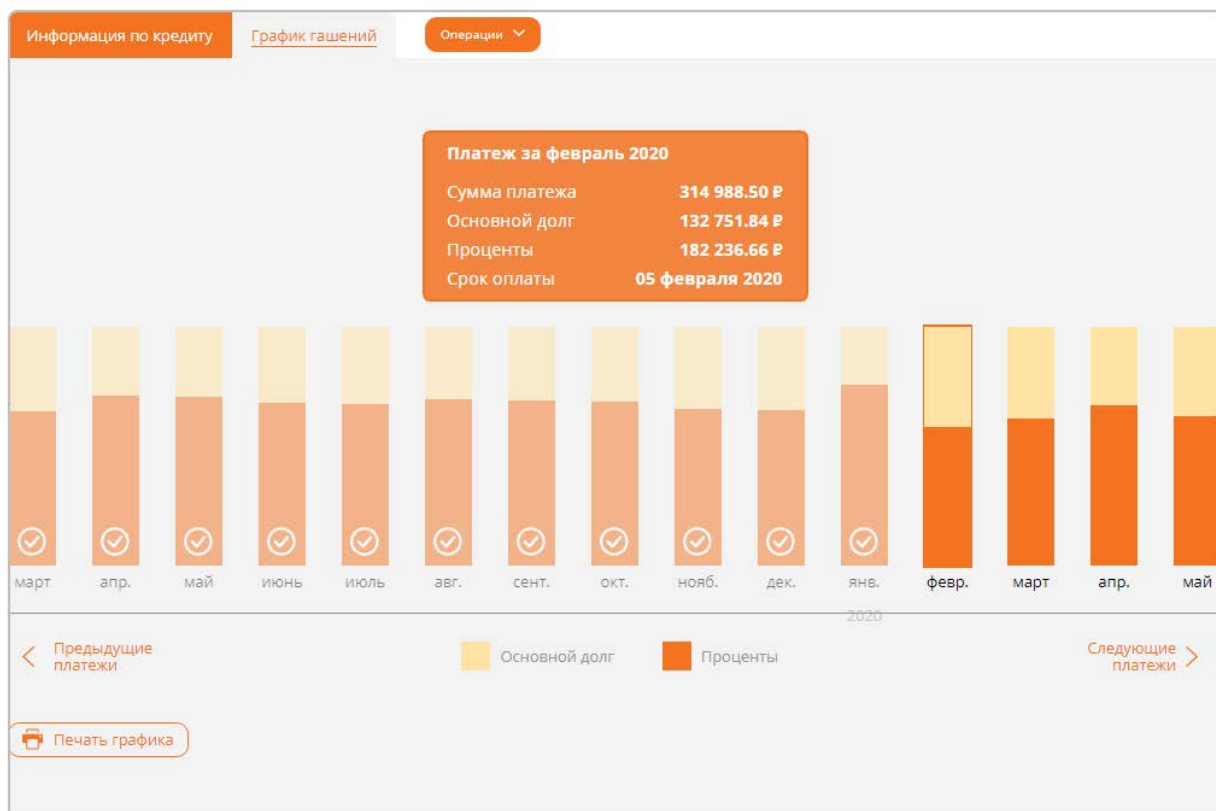 Информация по кредиту
График гашений
Операции
Платеж за февраль 2020
Сумма платежа 314 988.50 ₽
Основной долг 132 751.84 ₽
Проценты 182 236.66 ₽
Срок оплаты 05 февраля 2020
март апр. май июнь июль авг. сент. окт. нояб. дек. янв. февр. март апр. май
2020
Предыдущие
платежи
Основной долг
Проценты
Следующие
платежи
Печать графика